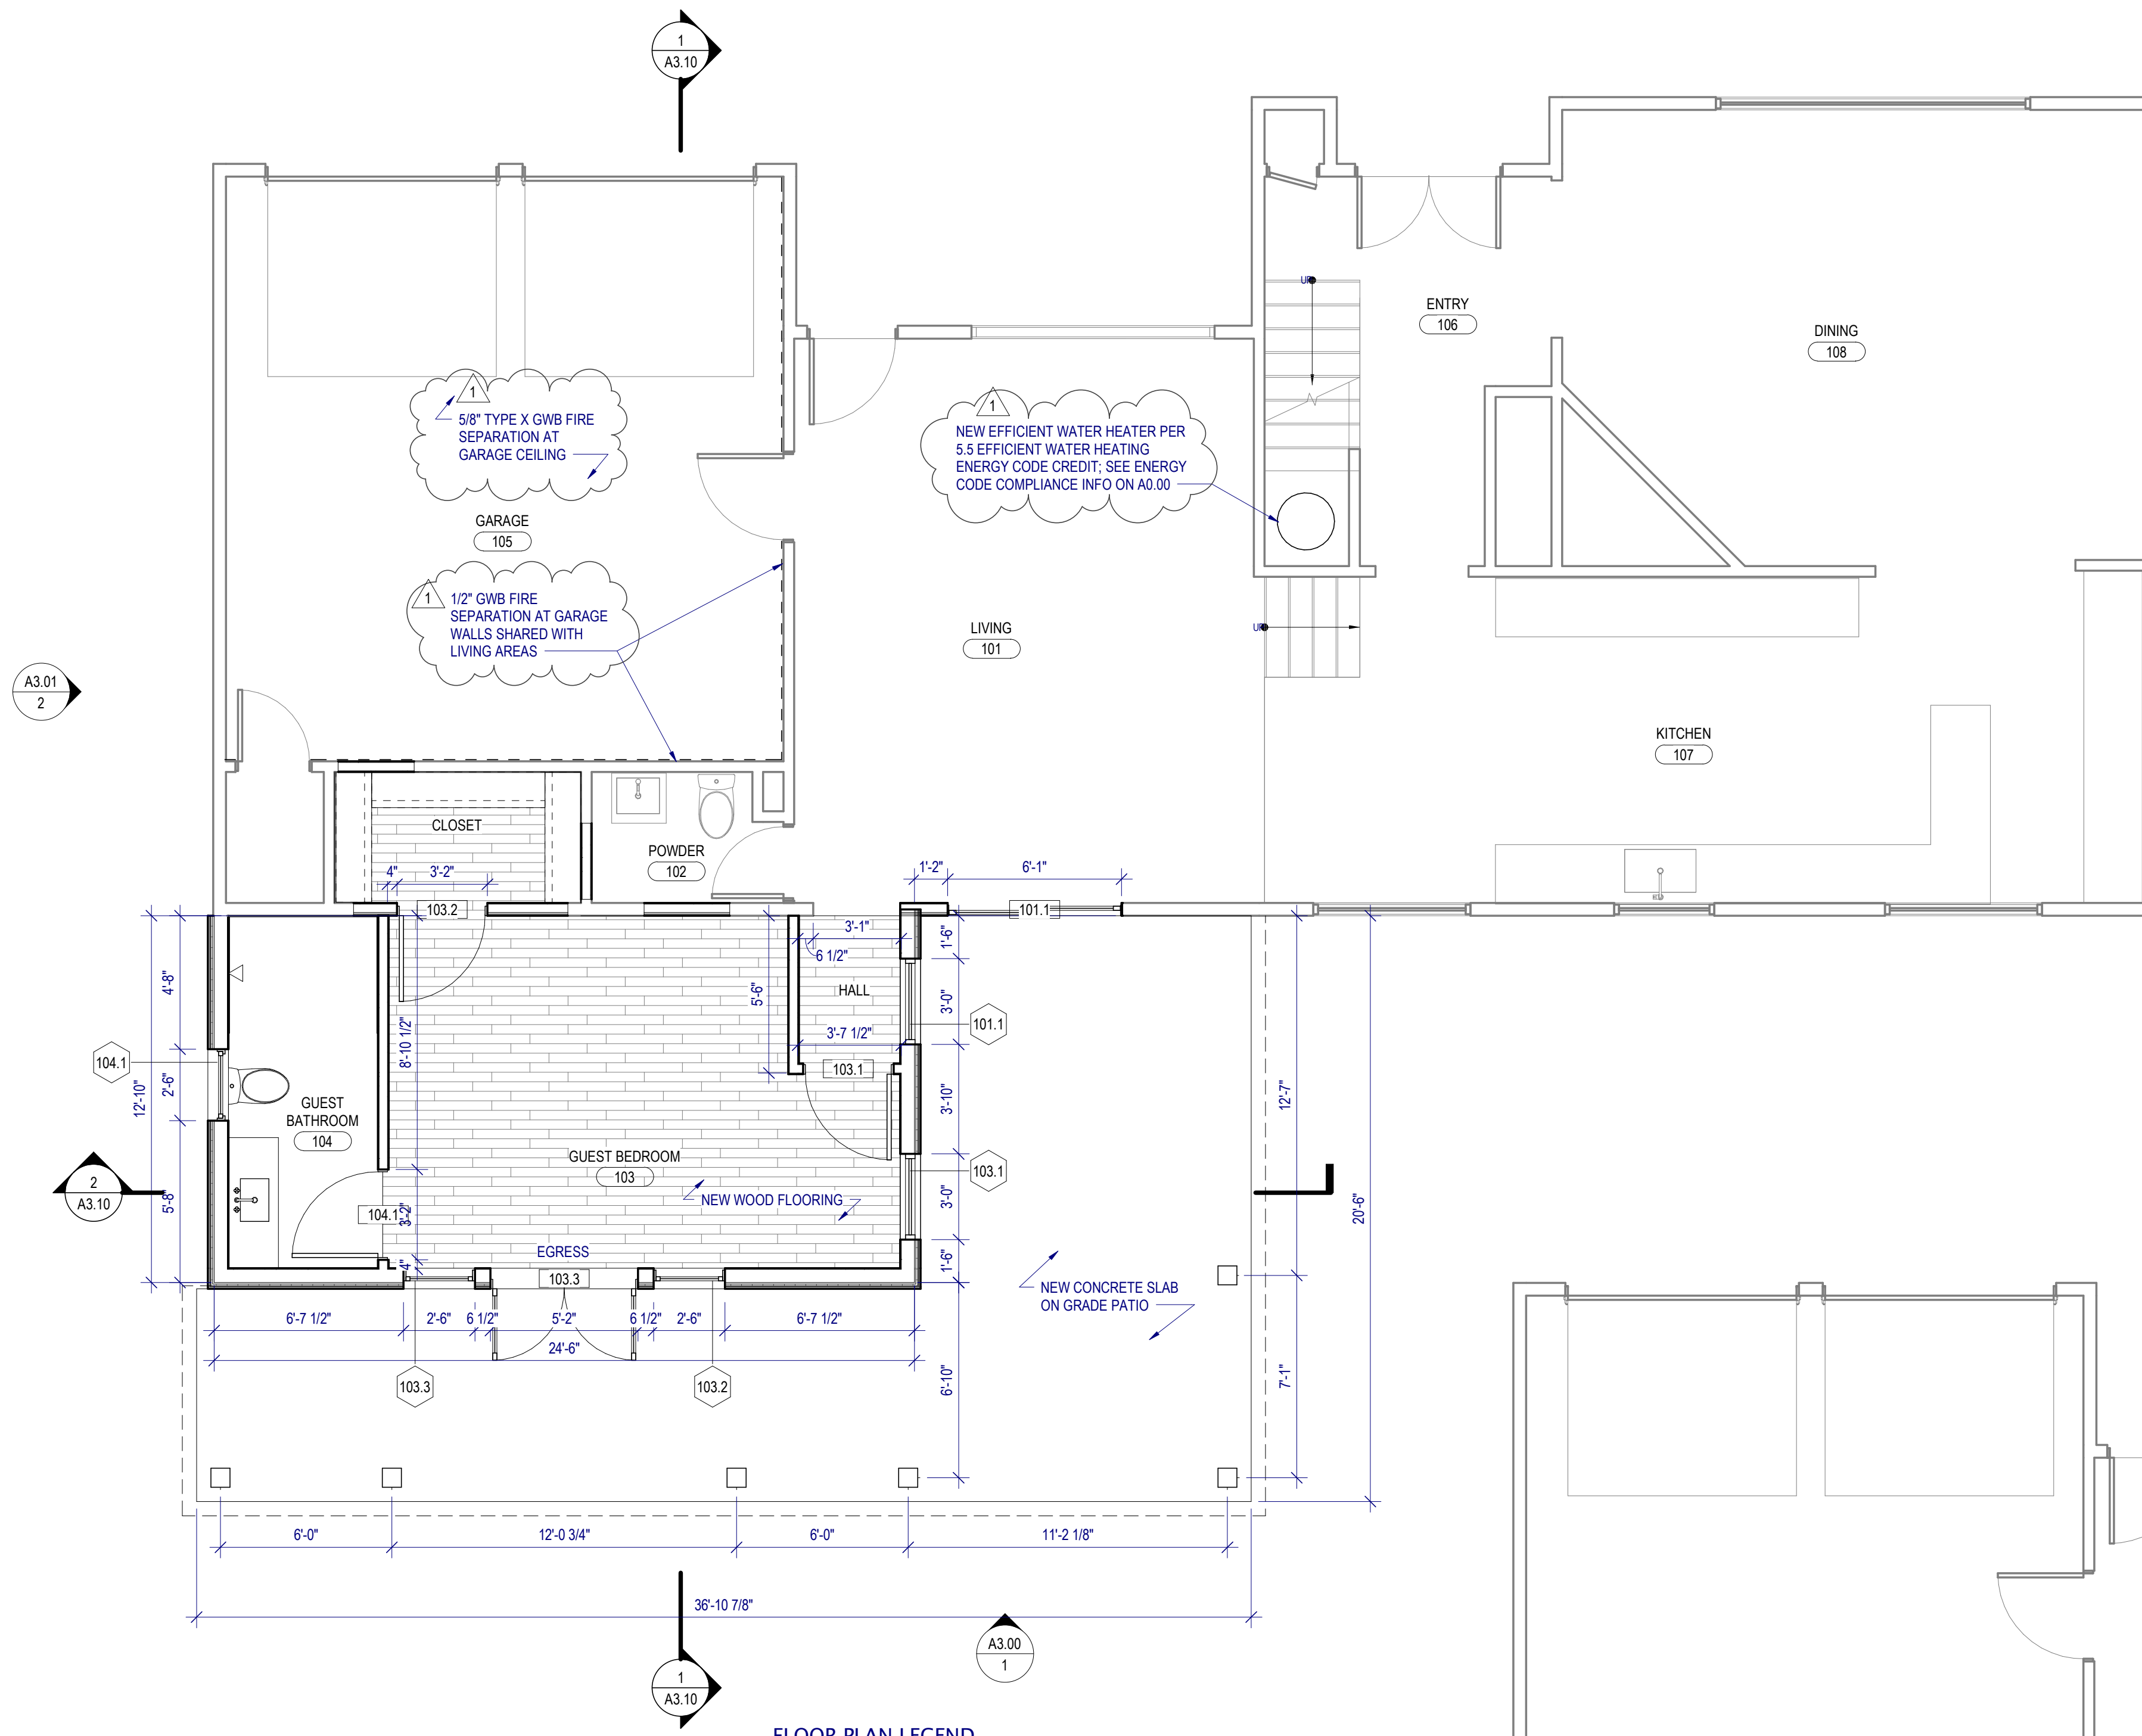 1
A3.10
ENTRY
106
DINING
108
UP
1
5/8" TYPE X GWB FIRE
SEPARATION AT
GARAGE CEILING
1
NEW EFFICIENT WATER HEATER PER
5.5 EFFICIENT WATER HEATING
ENERGY CODE CREDIT; SEE ENERGY
CODE COMPLIANCE INFO ON A0.00
GARAGE
105
1
1/2" GWB FIRE
SEPARATION AT GARAGE
WALLS SHARED WITH
LIVING AREAS
LIVING
101
UP
A3.01
2
KITCHEN
107
CLOSET
POWDER
102
4"
3'-2"
1'-2"
6'-1"
103.2
101.1
3'-1"
6 1/2"
1'-6"
4'-8"
5'-6"
HALL
3'-0"
101.1
8'-10 1/2"
3'-7 1/2"
103.1
104.1
2'-6"
12'-10"
3'-10"
12'-7"
GUEST
BATHROOM
104
GUEST BEDROOM
103
103.1
2
A3.10
5'-8"
NEW WOOD FLOORING
3'-0"
20'-6"
104.1
3'-2"
EGRESS
4"
103.3
1'-6"
NEW CONCRETE SLAB
ON GRADE PATIO
6'-7 1/2"
2'-6"
6 1/2"
5'-2"
6 1/2"
2'-6"
6'-7 1/2"
24'-6"
6'-10"
7'-1"
103.3
103.2
6'-0"
12'-0 3/4"
6'-0"
11'-2 1/8"
36'-10 7/8"
A3.00
1
1
A3.10
FLOOR PLAN LEGEND